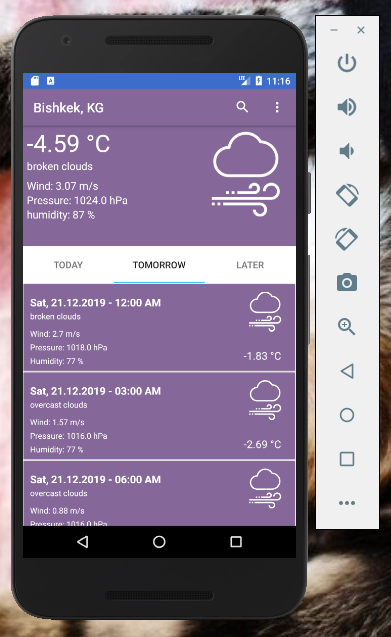 LTE 11:16
Bishkek, KG
-4.59 °C
broken clouds
Wind: 3.07 m/s
Pressure: 1024.0 hPa
humidity: 87 %
TODAY TOMORROW LATER
Sat, 21.12.2019 - 12:00 AM
broken clouds
Wind: 2.7 m/s
Pressure: 1018.0 hPa
Humidity: 77 %
-1.83 °C
Sat, 21.12.2019 - 03:00 AM
overcast clouds
Wind: 1.57 m/s
Pressure: 1016.0 hPa
Humidity: 77 %
-2.69 °C
Sat, 21.12.2019 - 06:00 AM
overcast clouds
Wind: 0.88 m/s
Pressure: 1016.0 hPa